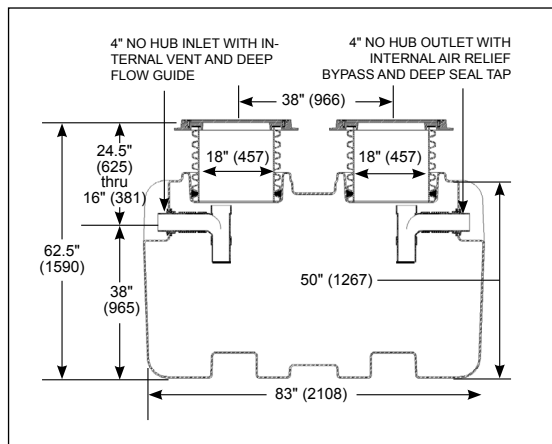 4" NO HUB INLET WITH IN-
TERNAL VENT AND DEEP
FLOW GUIDE
4" NO HUB OUTLET WITH
INTERNAL AIR RELIEF
BYPASS AND DEEP SEAL TAP
38" (966)
24.5"
(625)
thru
16" (381)
18" (457)
18" (457)
62.5"
(1590)
38"
(965)
50" (1267)
83" (2108)